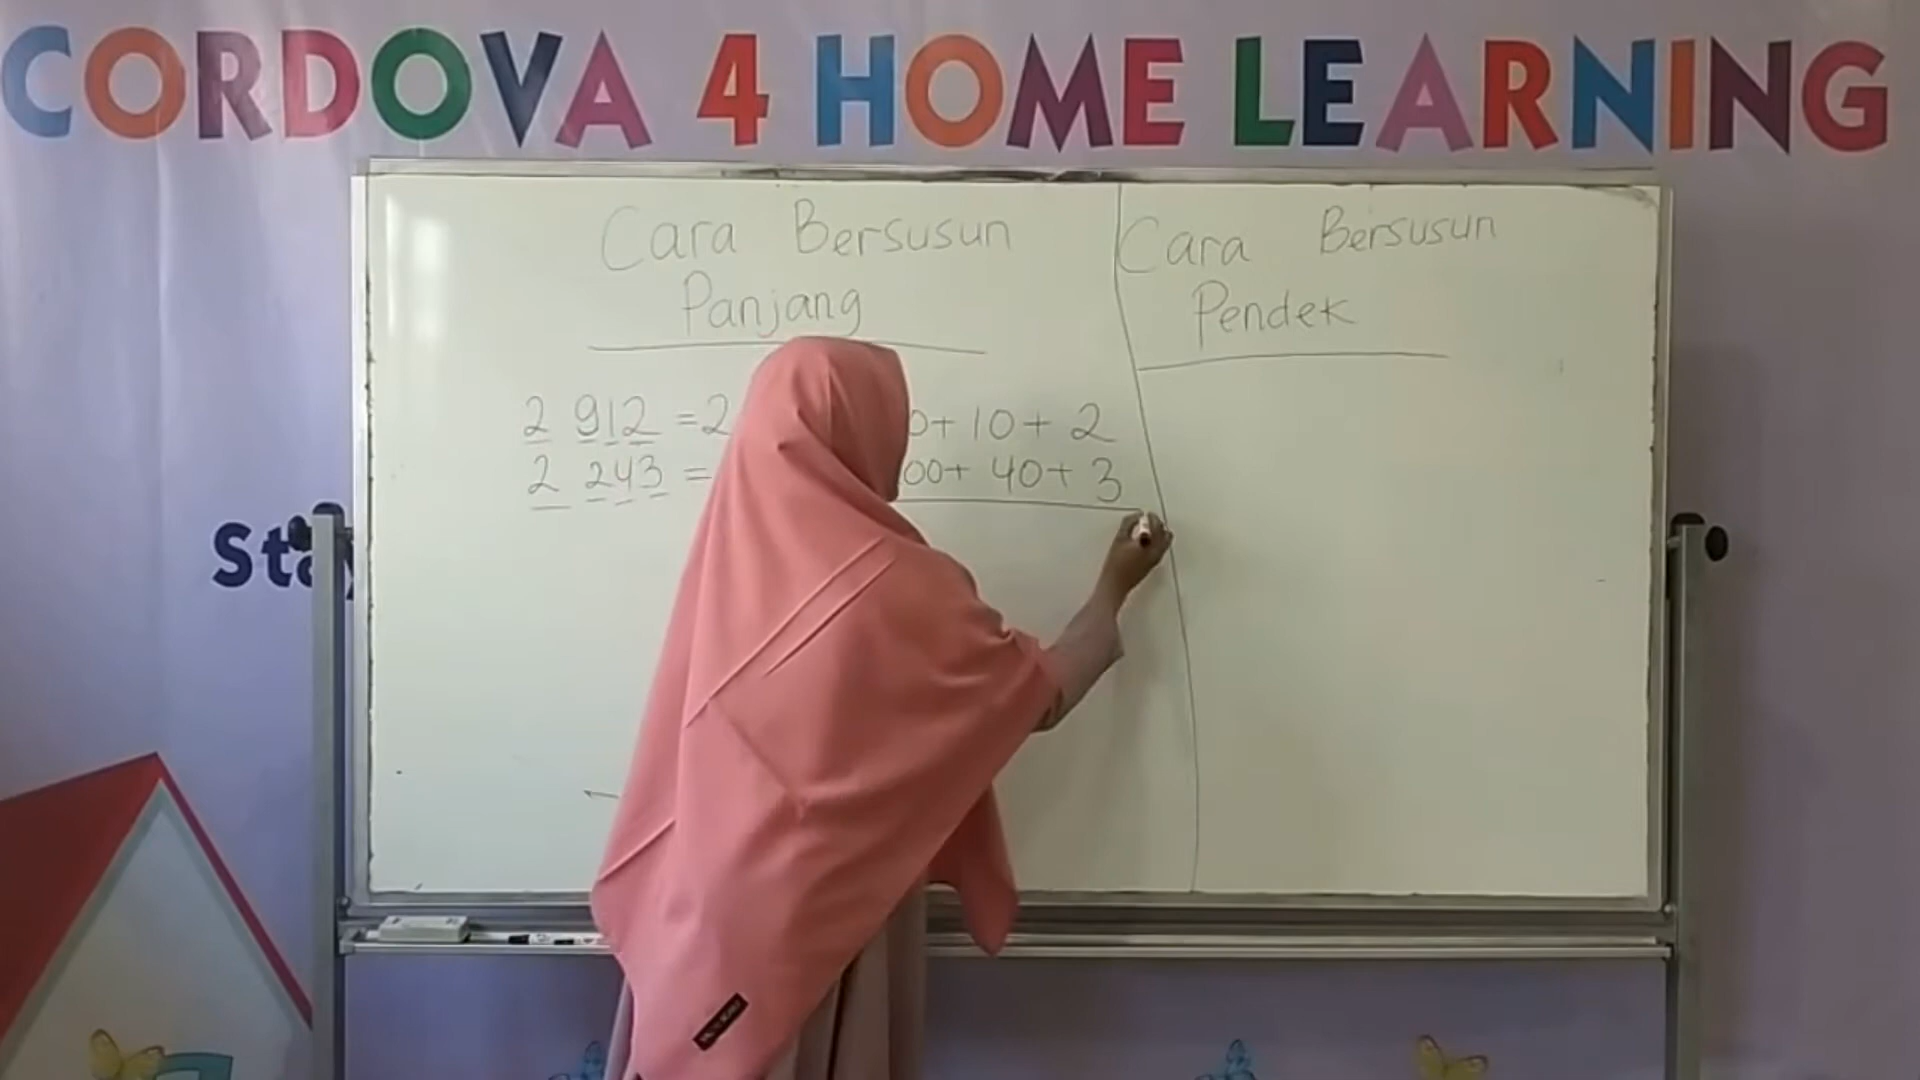 CORDOVA 4 HOME LEARNING
Cara Bersusun
Panjang
2 912 = 2 0 + 10 + 2
2 243 = 00 + 40 + 3
Cara Bersusun
Pendek